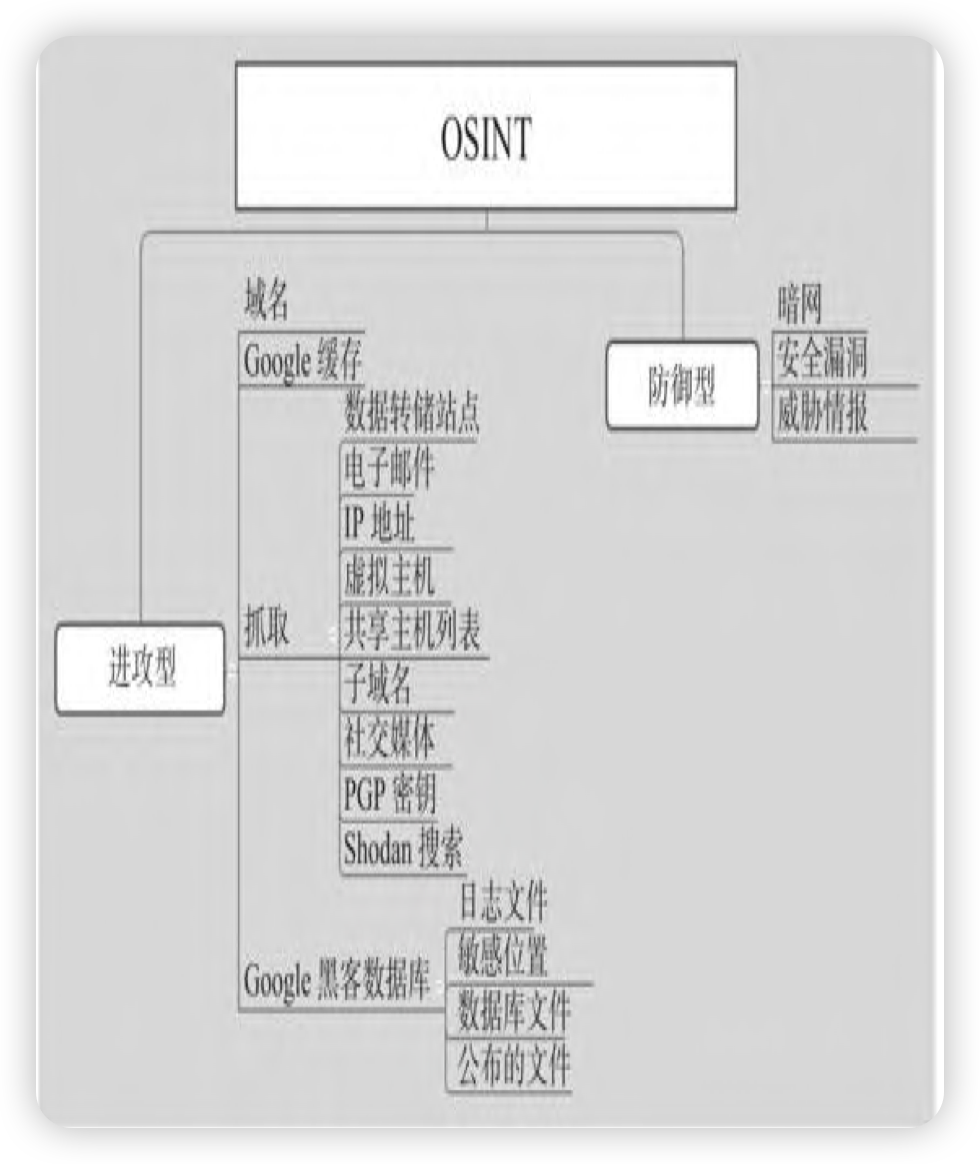 OSINT
进攻型
域名
Google 缓存
抓取
数据转储站点
电子邮件
IP 地址
虚拟主机
共享主机列表
子域名
社交媒体
PGP 密钥
Shodan 搜索
Google 黑客数据库
日志文件
敏感位置
数据库文件
公布的文件
防御型
暗网
安全漏洞
威胁情报